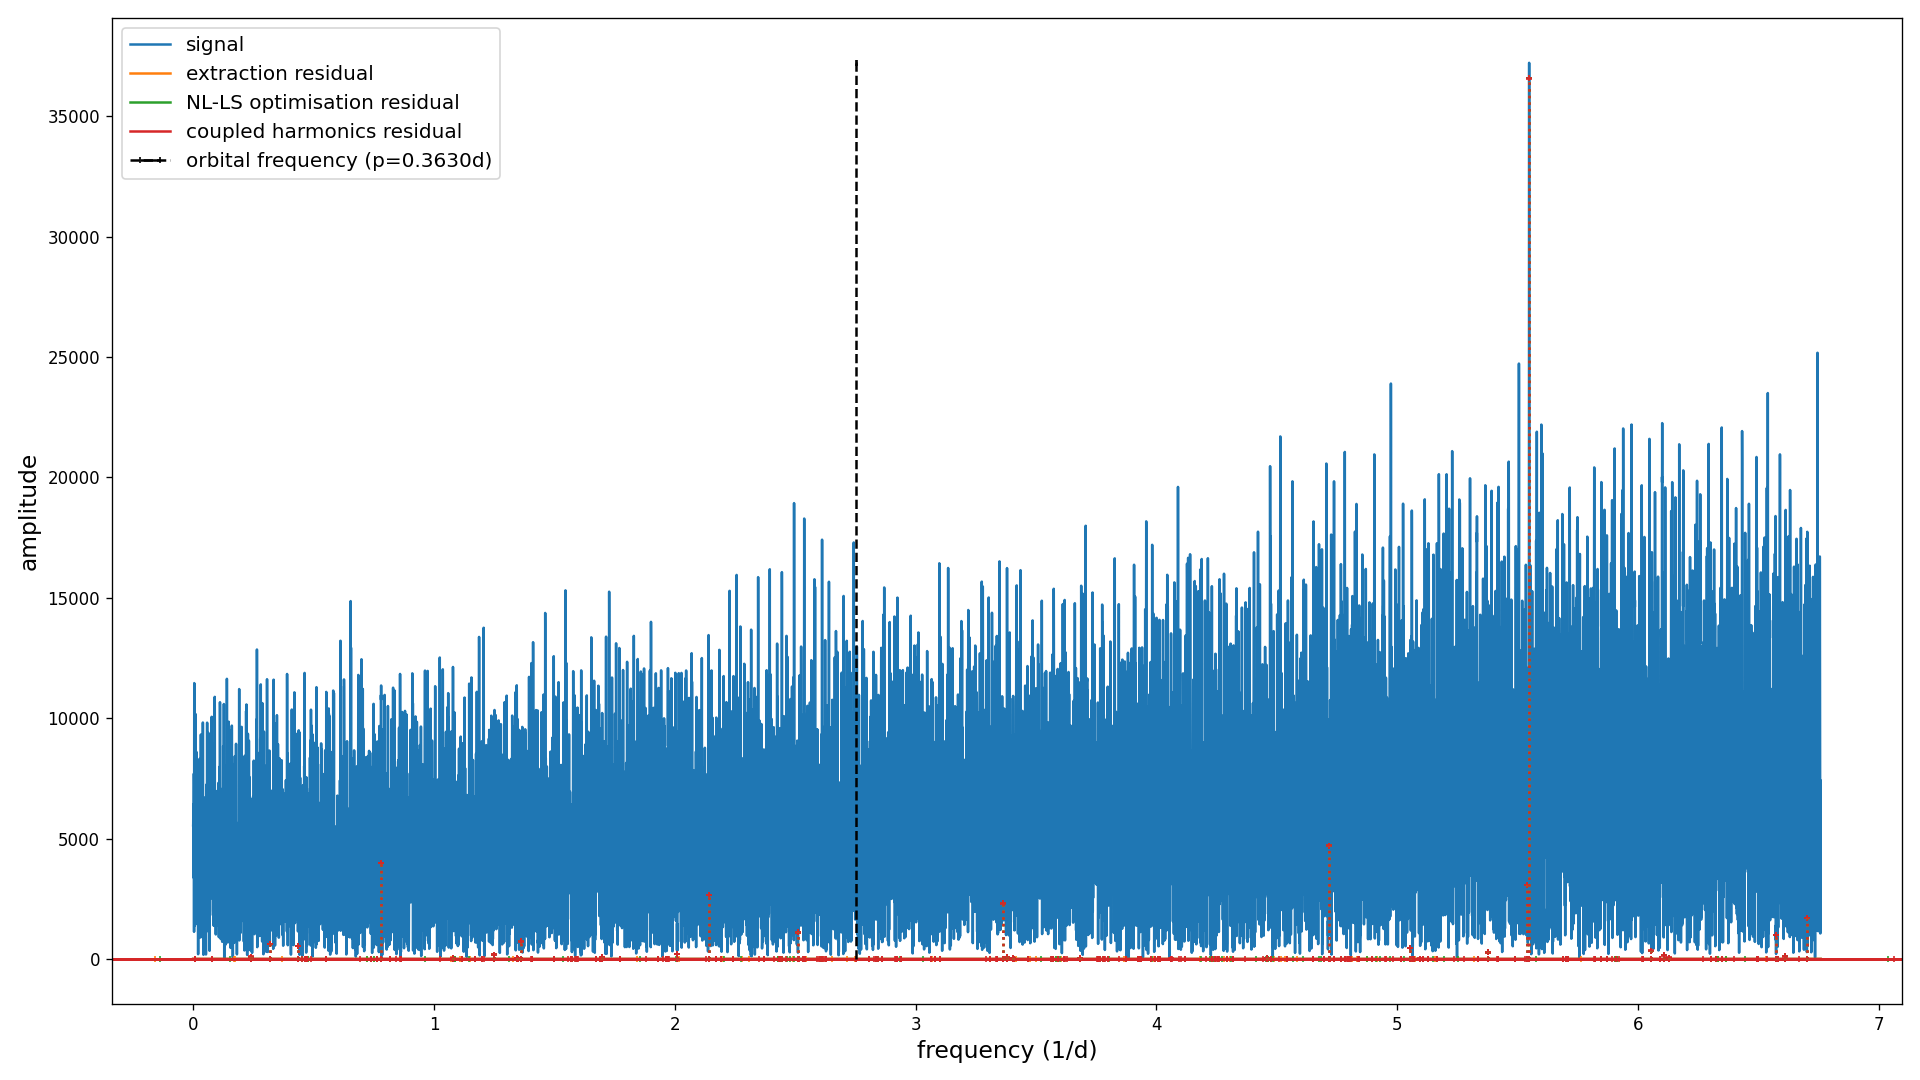 signal
extraction residual
NL-LS optimisation residual
coupled harmonics residual
orbital frequency (p=0.3630d)
35000
30000
25000
20000
15000
10000
5000
0
amplitude
0 1 2 3 4 5 6 7
frequency (1/d)